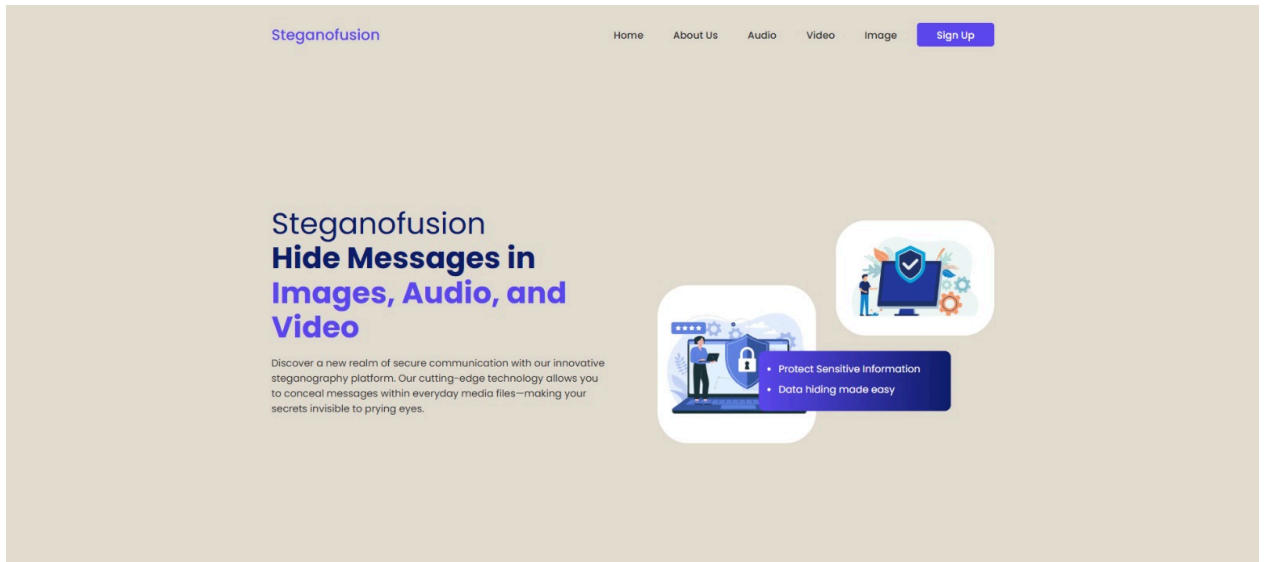 Steganofusion
Home
About Us
Audio
Video
Image
Sign Up
Steganofusion
Hide Messages in
Images, Audio, and
Video
Discover a new realm of secure communication with our innovative
steganography platform. Our cutting-edge technology allows you
to conceal messages within everyday media files—making your
secrets invisible to prying eyes.
• Protect Sensitive Information
• Data hiding made easy